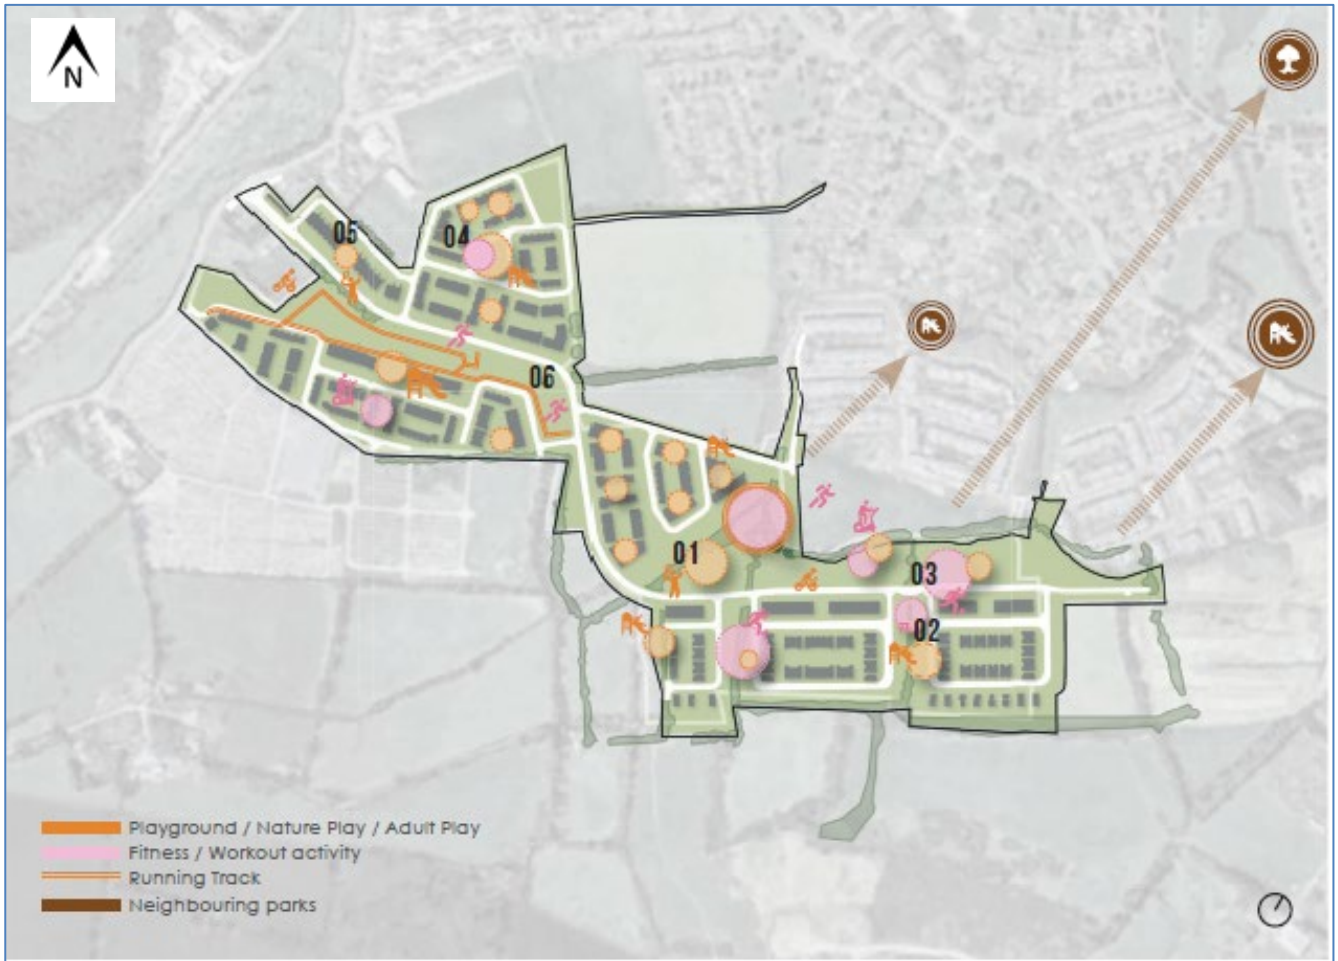 N
05
04
06
01
03
02
Playground / Nature Play / Adult Play
Fitness / Workout activity
Running Track
Neighbouring parks